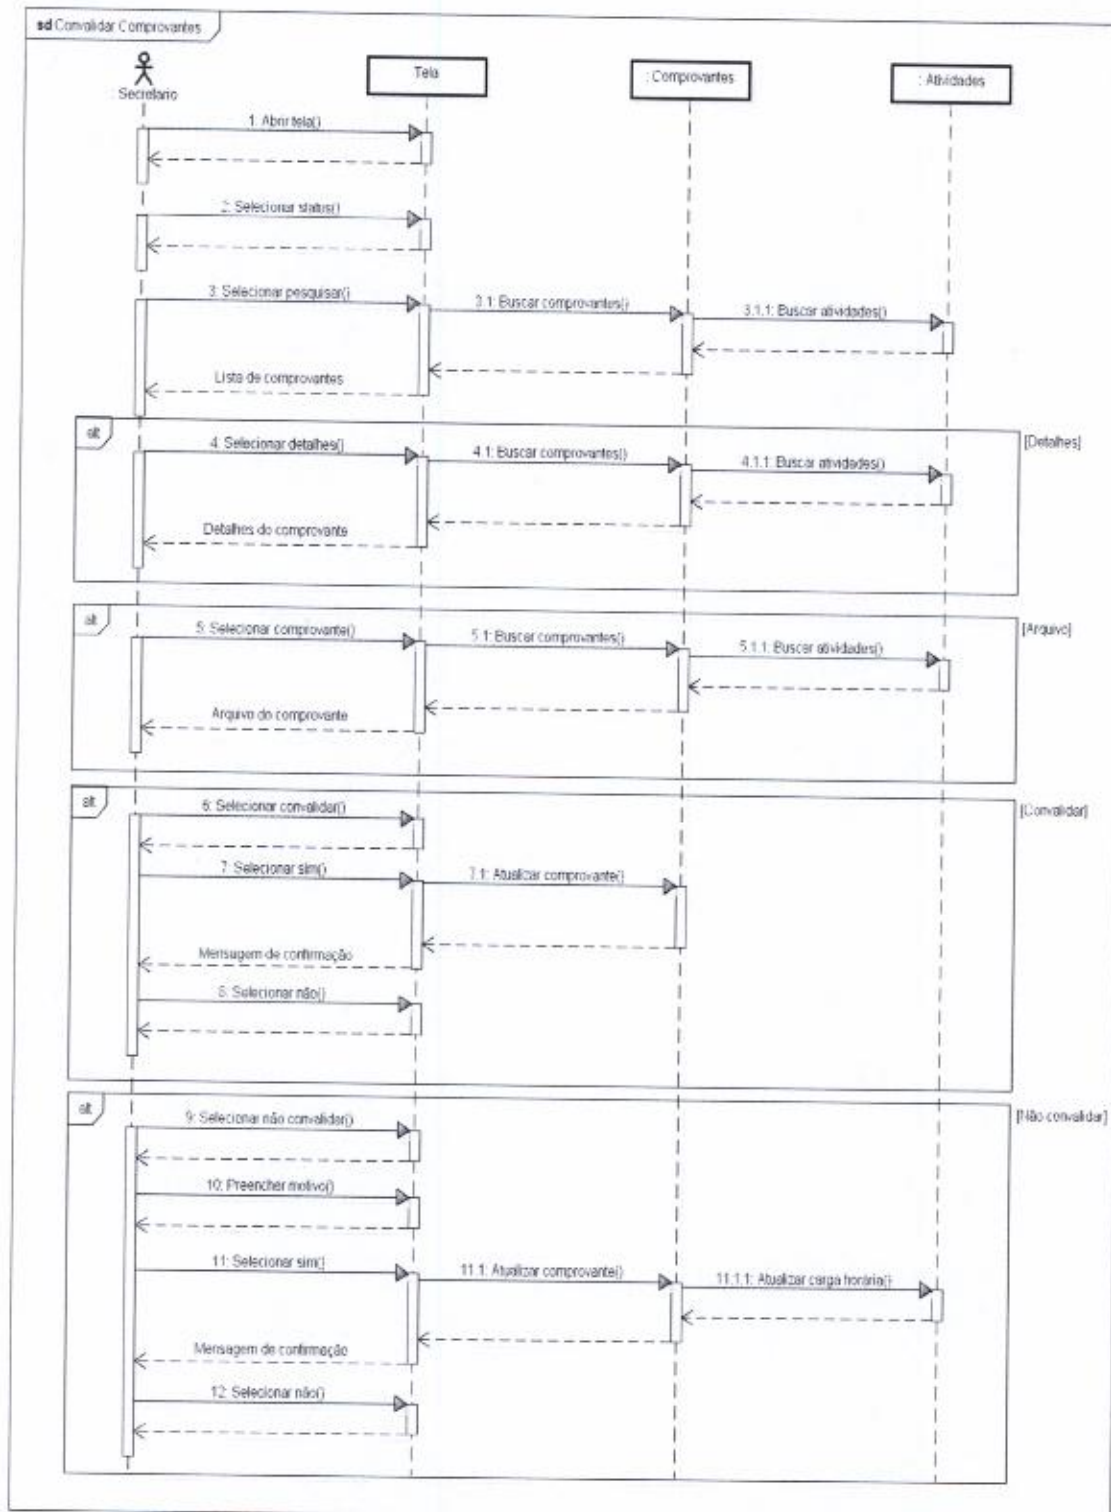 sd Convalidar Comprovantes
: Secretario
Tela
: Comprovantes
: Atividades
1: Abrir tela()
2: Selecionar status()
3: Selecionar pesquisar()
3.1: Buscar comprovantes()
3.1.1: Buscar atividades()
Lista de comprovantes
alt
[Detalhes]
4: Selecionar detalhes()
4.1: Buscar comprovantes()
4.1.1: Buscar atividades()
Detalhes do comprovante
alt
[Arquivo]
5: Selecionar comprovante()
5.1: Buscar comprovantes()
5.1.1: Buscar atividades()
Arquivo do comprovante
alt
[Convalidar]
6: Selecionar convalidar()
7: Selecionar sim()
7.1: Atualizar comprovante()
Mensagem de confirmação
8: Selecionar não()
alt
[Não convalidar]
9: Selecionar não convalidar()
10: Preencher motivo()
11: Selecionar sim()
11.1: Atualizar comprovante()
11.1.1: Atualizar carga horária()
Mensagem de confirmação
12: Selecionar não()